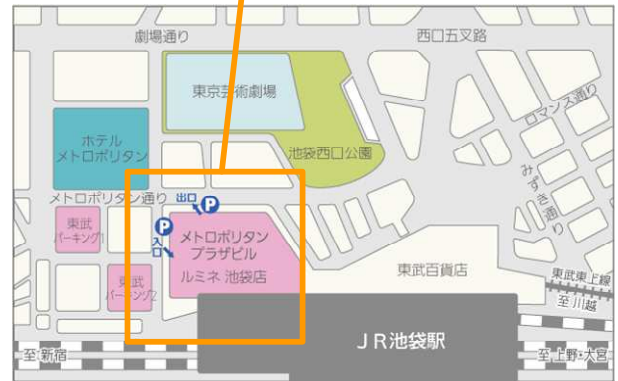 劇場通り
西口五叉路
東京芸術劇場
ロマンス通り
ホテル
メトロポリタン
池袋西口公園
みずき通り
メトロポリタン通り
出口
P
東武
パーキング1
P
入口
メトロポリタン
プラザビル
ルミネ 池袋店
東武
パーキング2
東武百貨店
東武東上線
至川越
JR池袋駅
至新宿
至上野・大宮